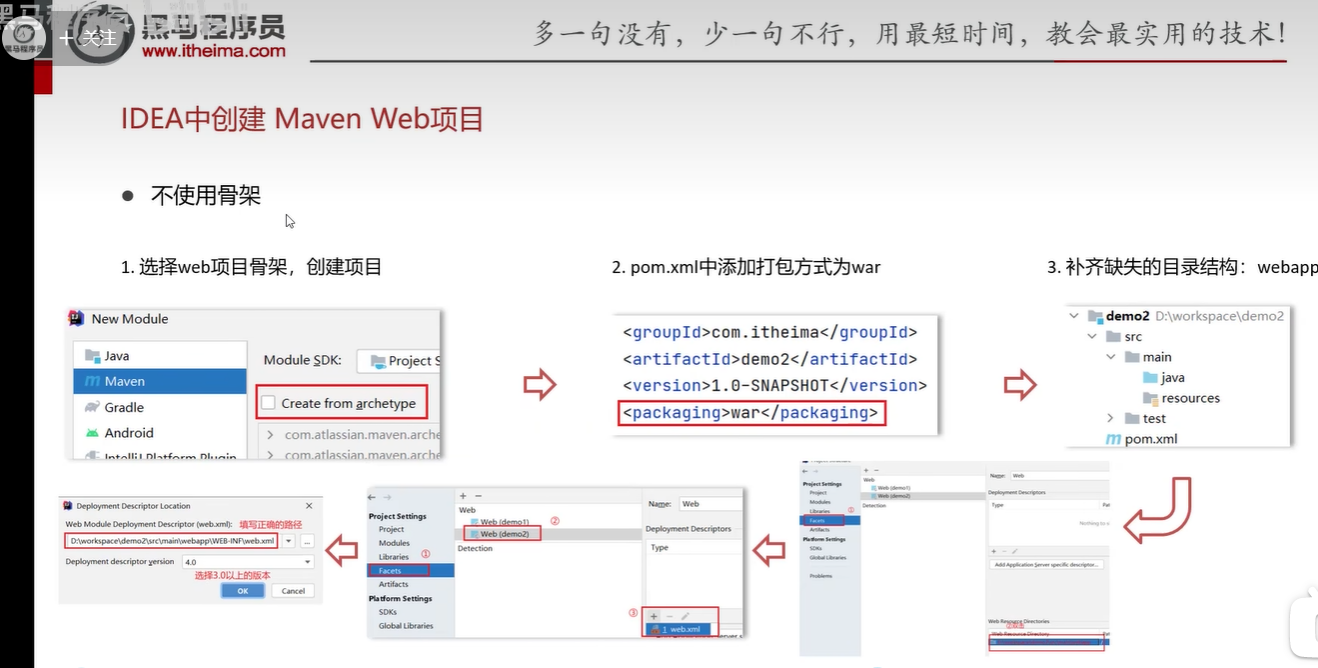 黑马程序员
+ 关注
www.itheima.com
多一句没有，少一句不行，用最短时间，教会最实用的技术！
IDEA中创建 Maven Web项目
● 不使用骨架
1. 选择web项目骨架，创建项目
2. pom.xml中添加打包方式为war
3. 补齐缺失的目录结构：webapp
New Module
Java
Maven
Gradle
Android
IntelliJ Platform Plugin
Module SDK:
Project S
Create from archetype
com.atlassian.maven.arche
com.atlassian.maven.arche
<groupId>com.itheima</groupId>
<artifactId>demo2</artifactId>
<version>1.0-SNAPSHOT</version>
<packaging>war</packaging>
demo2 D:\workspace\demo2
src
main
java
resources
test
pom.xml
Deployment Descriptor Location
Web Module Deployment Descriptor (web.xml): 填写正确的路径
D:\workspace\demo2\src\main\webapp\WEB-INF\web.xml
...
Deployment descriptor version 4.0
选择3.0以上的版本
OK Cancel
Project Settings
Project
Modules
Libraries ①
Facets
Artifacts
Platform Settings
SDKs
Global Libraries
Web
Web (demo1) ②
Web (demo2)
Detection
Name: Web
Deployment Descriptors
Type
③
1 web.xml
Project Settings
Project
Modules
Libraries
Facets
Artifacts
Platform Settings
SDKs
Global Libraries
Problems
Web
Web (demo1)
Web (demo2)
Detection
Name: Web
Deployment Descriptors
Type
Add Application Server specific descriptor...
Web Resource Directories
Web Resource Directory